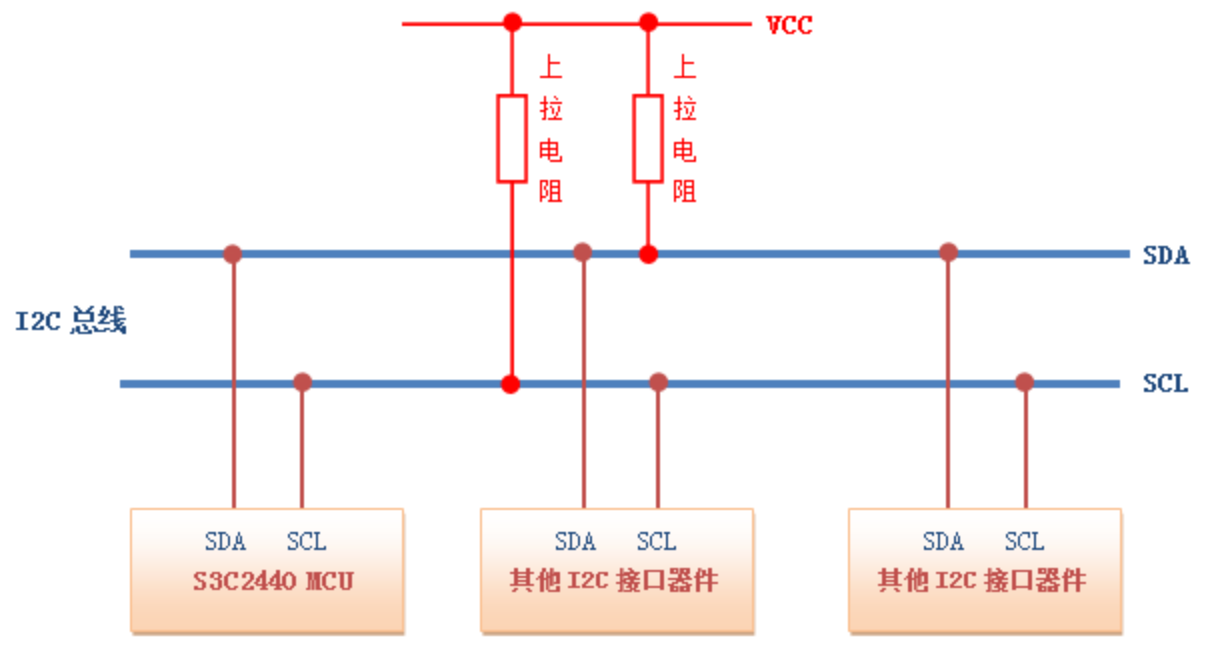 VCC
上拉电阻
上拉电阻
SDA
I2C 总线
SCL
SDA SCL
S3C2440 MCU
SDA SCL
其他 I2C 接口器件
SDA SCL
其他 I2C 接口器件